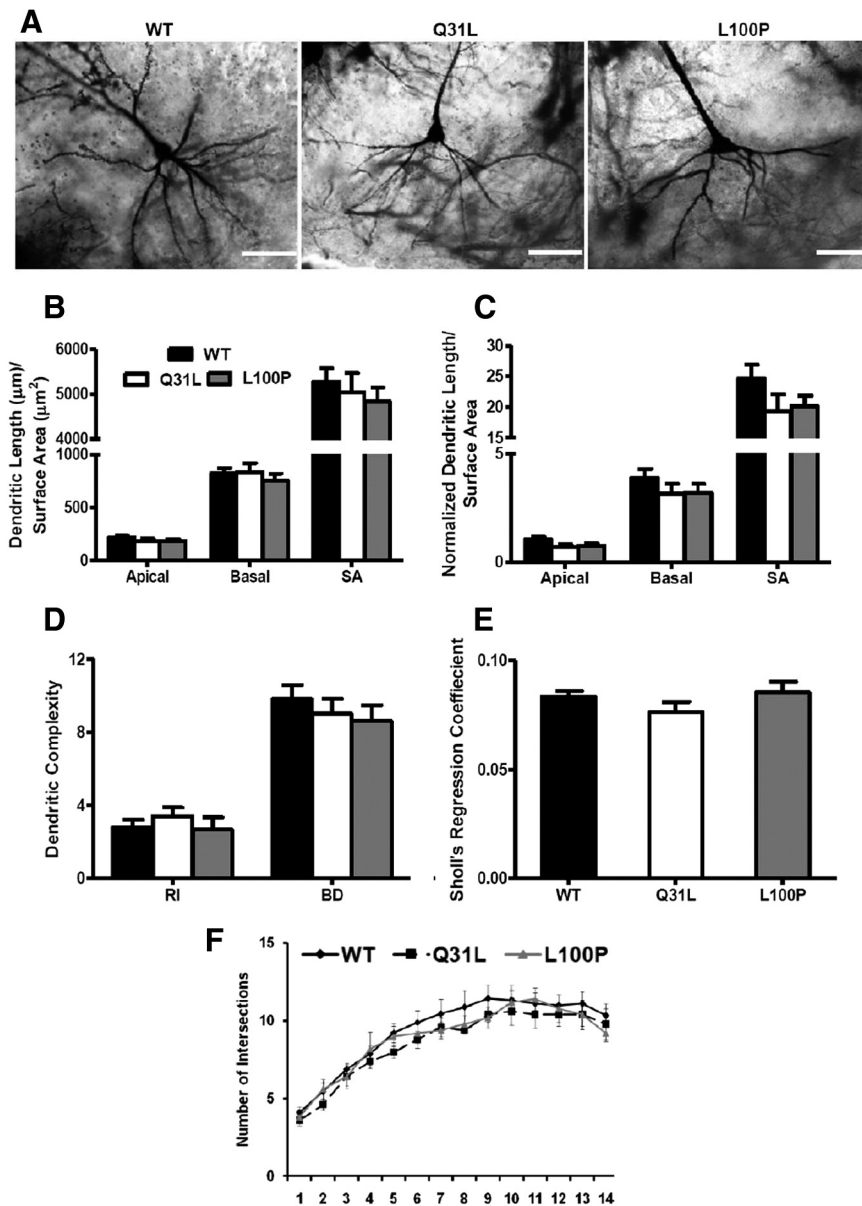 A
WT Q31L L100P
B
Dendritic Length (µm)/
Surface Area (µm²)
6000
5000
4000
1000
500
0
WT
Q31L L100P
Apical Basal SA
C
Normalized Dendritic Length/
Surface Area
30
25
20
15
5
0
Apical Basal SA
D
Dendritic Complexity
12
8
4
0
RI BD
E
Sholl's Regression Coeffiecient
0.10
0.05
0.00
WT Q31L L100P
F
Number of Intersections
15
10
5
0
WT Q31L L100P
1 2 3 4 5 6 7 8 9 10 11 12 13 14